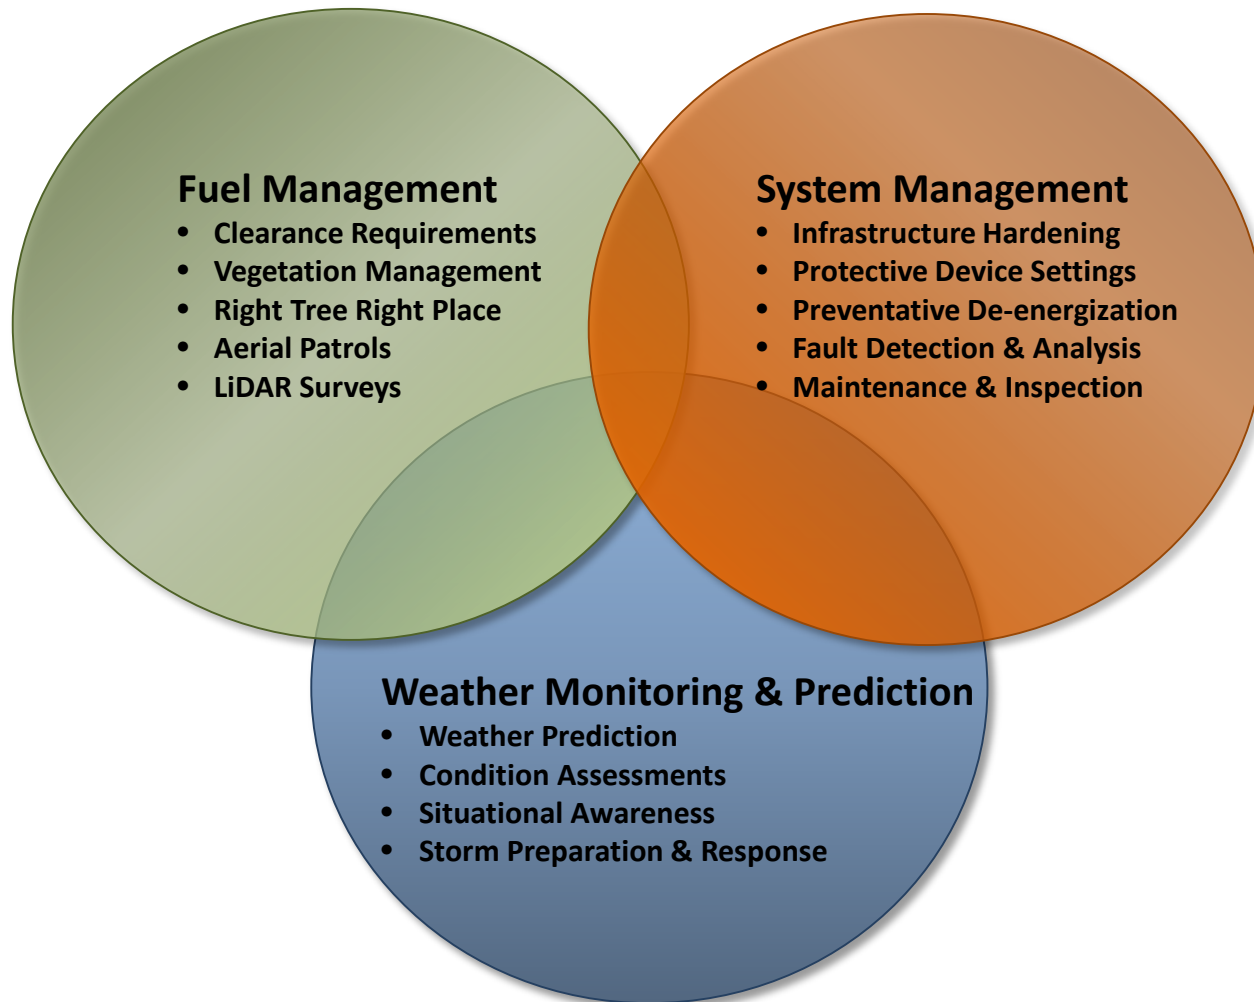 Fuel Management
• Clearance Requirements
• Vegetation Management
• Right Tree Right Place
• Aerial Patrols
• LiDAR Surveys
System Management
• Infrastructure Hardening
• Protective Device Settings
• Preventative De-energization
• Fault Detection & Analysis
• Maintenance & Inspection
Weather Monitoring & Prediction
• Weather Prediction
• Condition Assessments
• Situational Awareness
• Storm Preparation & Response